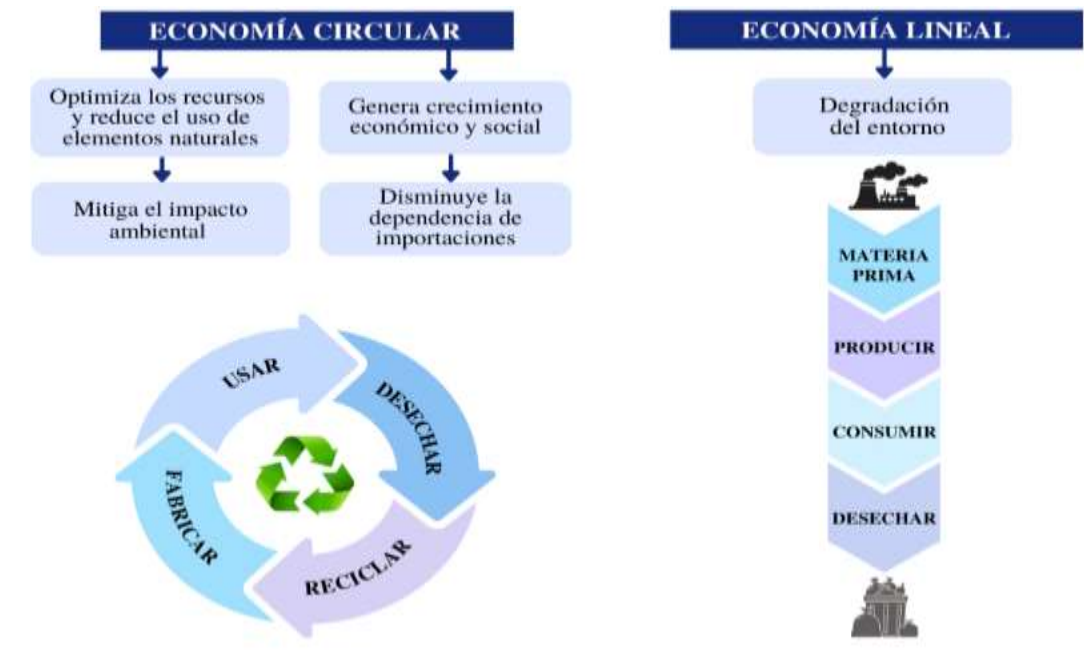 ECONOMÍA CIRCULAR
Optimiza los recursos
y reduce el uso de
elementos naturales
Genera crecimiento
económico y social
Mitiga el impacto
ambiental
Disminuye la
dependencia de
importaciones
USAR
DESECHAR
RECICLAR
FABRICAR
ECONOMÍA LINEAL
Degradación
del entorno
MATERIA
PRIMA
PRODUCIR
CONSUMIR
DESECHAR